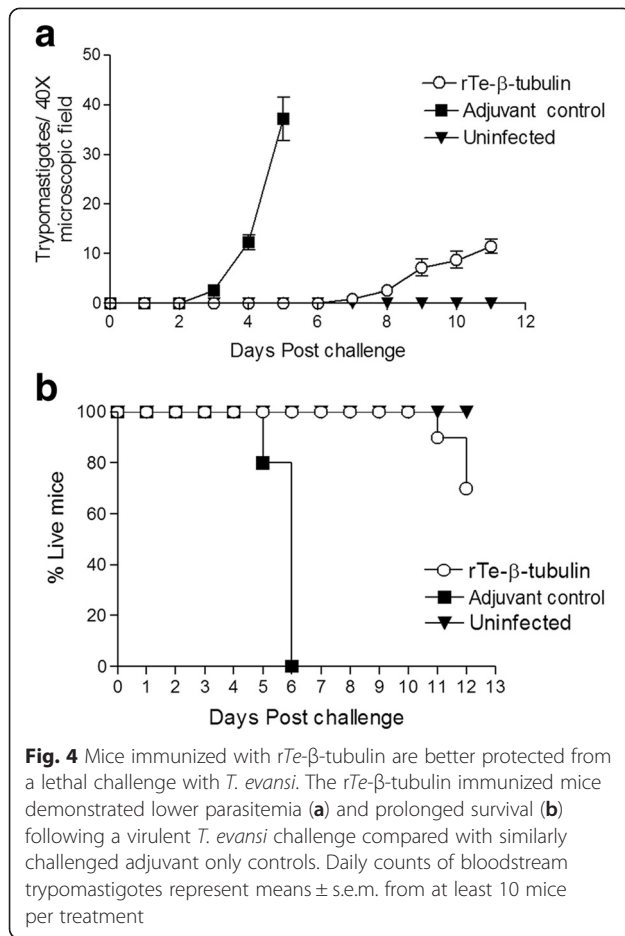 a
Trypomastigotes/ 40X
microscopic field
50
40
30
20
10
0
rTe-β-tubulin
Adjuvant control
Uninfected
0 2 4 6 8 10 12
Days Post challenge
b
% Live mice
100
80
60
40
20
0
rTe-β-tubulin
Adjuvant control
Uninfected
0 1 2 3 4 5 6 7 8 9 10 11 12 13
Days Post challenge
Fig. 4 Mice immunized with rTe-β-tubulin are better protected from
a lethal challenge with T. evansi. The rTe-β-tubulin immunized mice
demonstrated lower parasitemia (a) and prolonged survival (b)
following a virulent T. evansi challenge compared with similarly
challenged adjuvant only controls. Daily counts of bloodstream
trypomastigotes represent means ± s.e.m. from at least 10 mice
per treatment